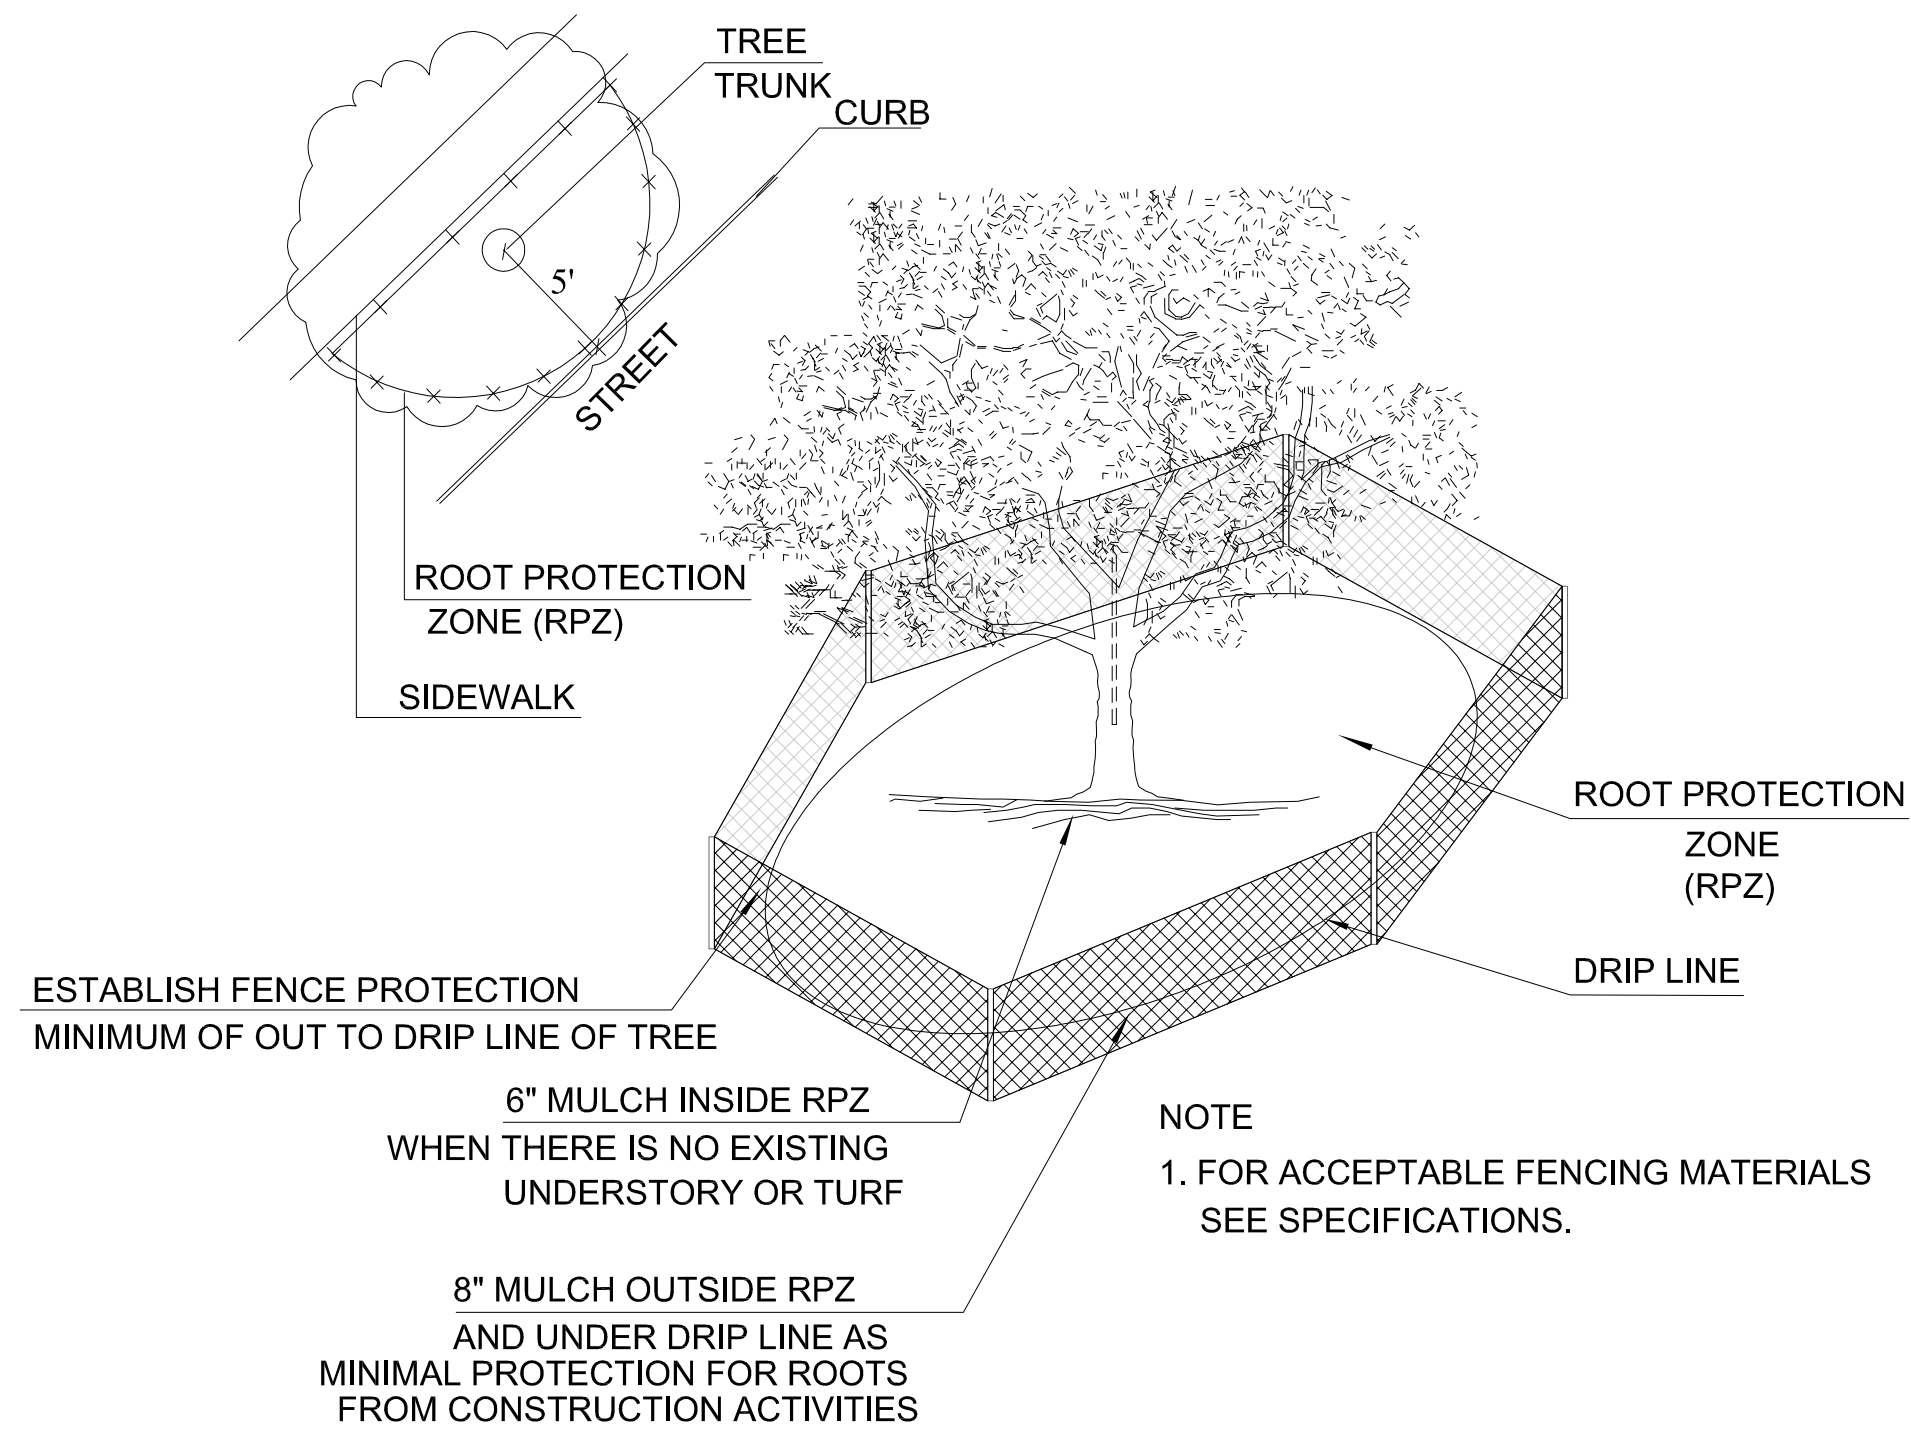 TREE
TRUNK
CURB
5'
STREET
ROOT PROTECTION
ZONE (RPZ)
SIDEWALK
ROOT PROTECTION
ZONE
(RPZ)
DRIP LINE
ESTABLISH FENCE PROTECTION
MINIMUM OF OUT TO DRIP LINE OF TREE
6" MULCH INSIDE RPZ
WHEN THERE IS NO EXISTING
UNDERSTORY OR TURF
NOTE
1. FOR ACCEPTABLE FENCING MATERIALS
SEE SPECIFICATIONS.
8" MULCH OUTSIDE RPZ
AND UNDER DRIP LINE AS
MINIMAL PROTECTION FOR ROOTS
FROM CONSTRUCTION ACTIVITIES